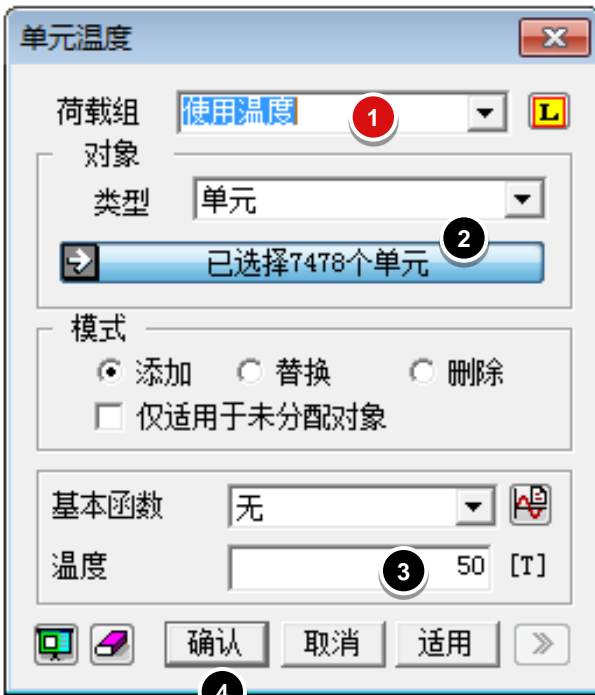 单元温度
荷载组 使用温度 1 L
对象
类型 单元
2
已选择7478个单元
模式
添加 替换 删除
仅适用于未分配对象
基本函数 无
温度 3 50 [T]
确认 取消 适用 >>
4